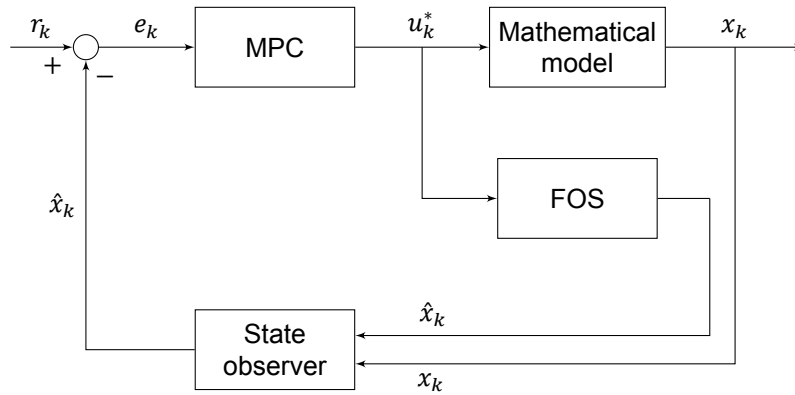 r_k
e_k
u_k^*
x_k
+
−
MPC
Mathematical
model
FOS
x̂_k
x̂_k
State
observer
x_k